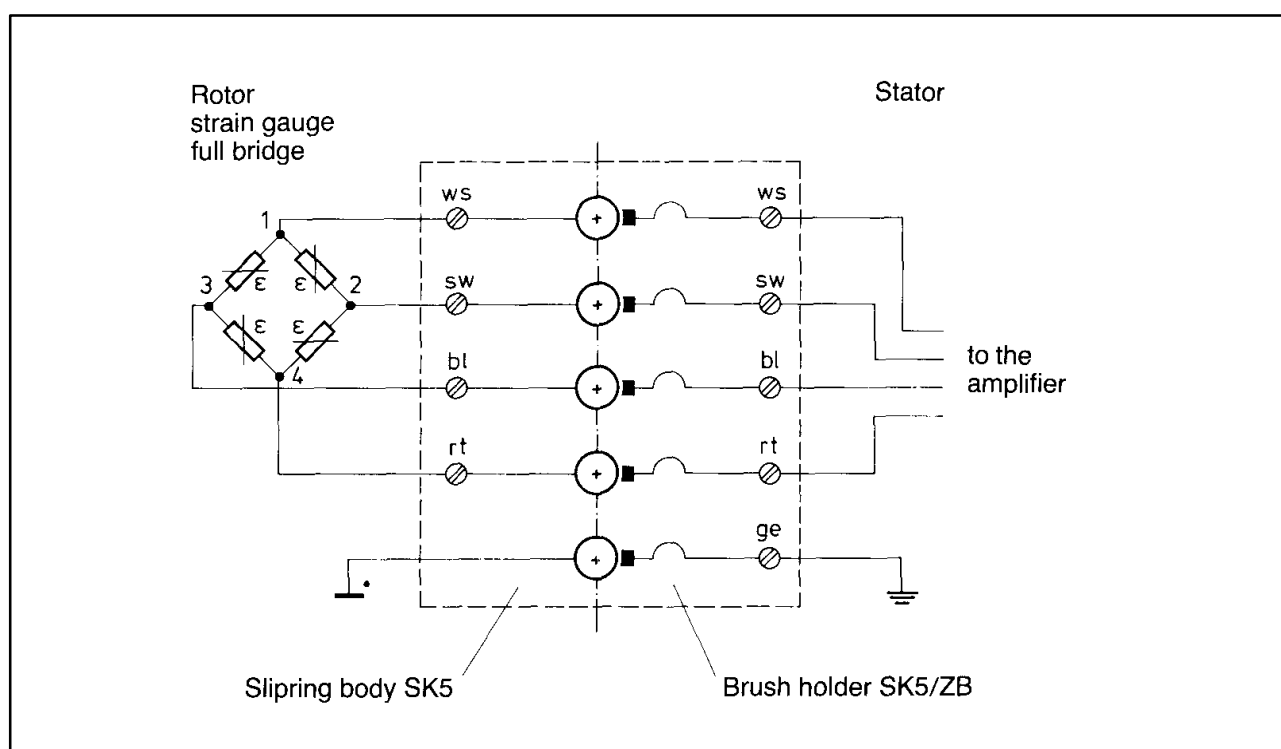 Rotor
strain gauge
full bridge
Stator
ws
ws
1
3
ε
ε
2
sw
sw
ε
ε
4
bl
bl
to the
amplifier
rt
rt
ge
Slipring body SK5
Brush holder SK5/ZB